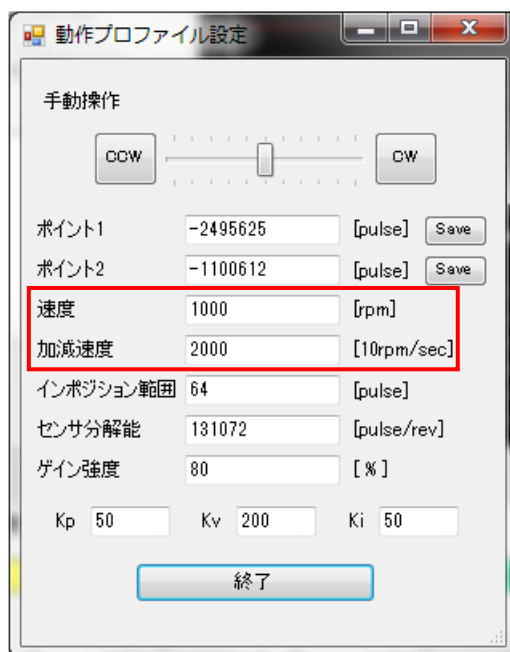 動作プロファイル設定
手動操作
CCW CW
ポイント1 -2495625 [pulse] Save
ポイント2 -1100612 [pulse] Save
速度 1000 [rpm]
加減速度 2000 [10rpm/sec]
インポジション範囲 64 [pulse]
センサ分解能 131072 [pulse/rev]
ゲイン強度 80 [%]
Kp 50 Kv 200 Ki 50
終了